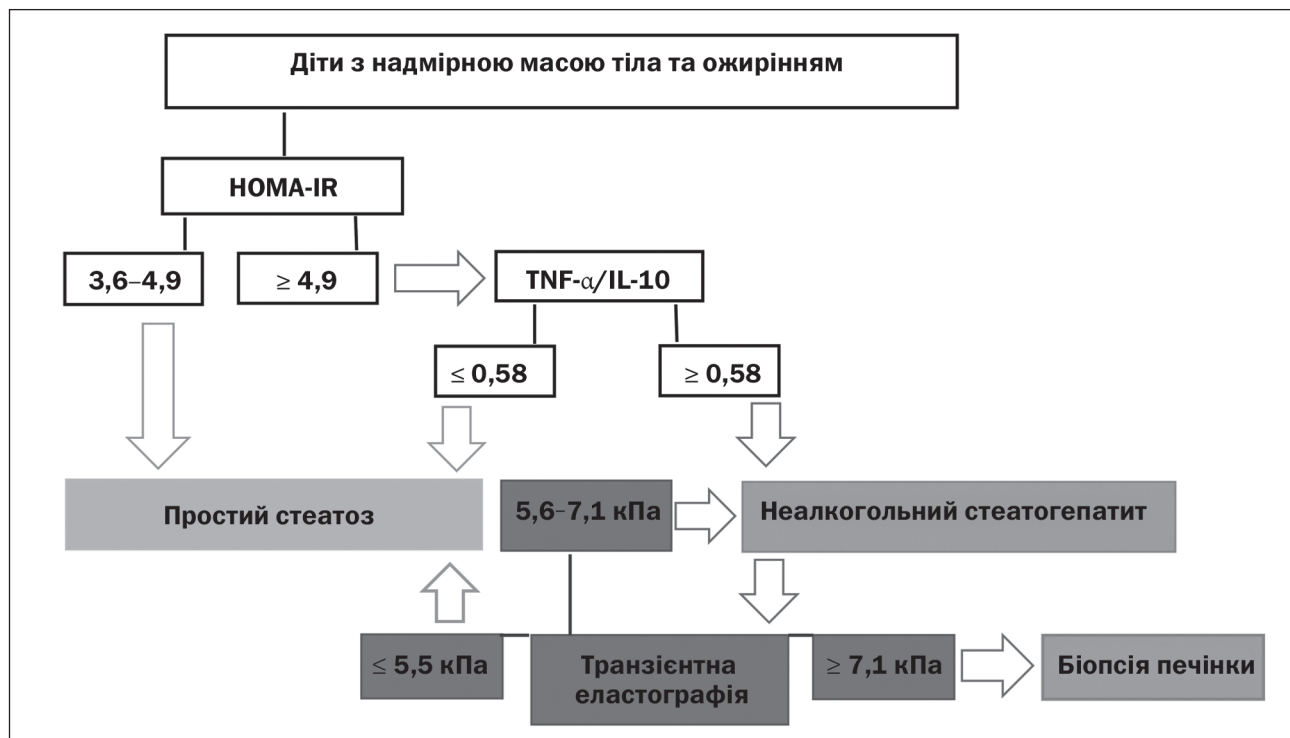 Діти з надмірною масою тіла та ожирінням
HOMA-IR
3,6–4,9
≥ 4,9
TNF-α/IL-10
≤ 0,58
≥ 0,58
Простий стеатоз
5,6–7,1 кПа
Неалкогольний стеатогепатит
≤ 5,5 кПа
Транзієнтна
еластографія
≥ 7,1 кПа
Біопсія печінки